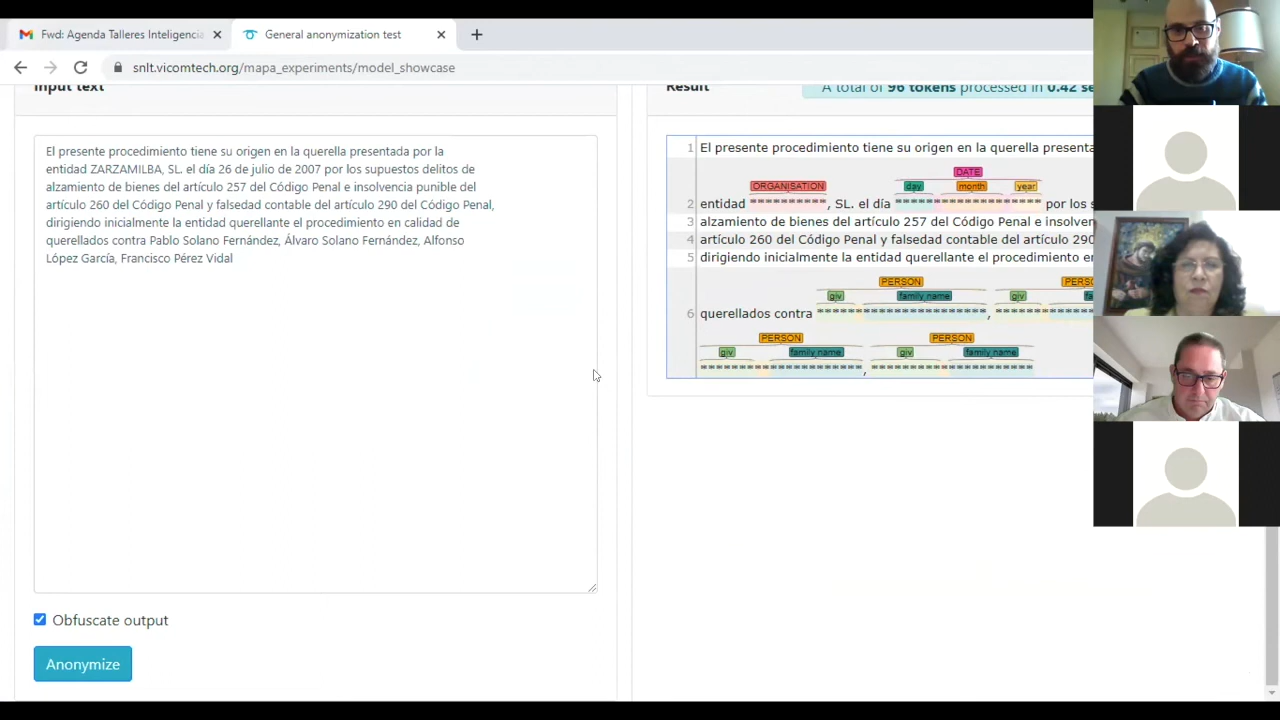 Fwd: Agenda Talleres Inteligencia
General anonymization test
snlt.vicomtech.org/mapa_experiments/model_showcase
Input text
El presente procedimiento tiene su origen en la querella presentada por la
entidad ZARZAMILBA, SL. el día 26 de julio de 2007 por los supuestos delitos de
alzamiento de bienes del artículo 257 del Código Penal e insolvencia punible del
artículo 260 del Código Penal y falsedad contable del artículo 290 del Código Penal,
dirigiendo inicialmente la entidad querellante el procedimiento en calidad de
querellados contra Pablo Solano Fernández, Álvaro Solano Fernández, Alfonso
López García, Francisco Pérez Vidal
Obfuscate output
Anonymize
Result
A total of 96 tokens processed in 0.42 se
1 El presente procedimiento tiene su origen en la querella presenta
DATE
ORGANISATION day month year
2 entidad *********, SL. el día ***************** por los s
3 alzamiento de bienes del artículo 257 del Código Penal e insolven
4 artículo 260 del Código Penal y falsedad contable del artículo 290
5 dirigiendo inicialmente la entidad querellante el procedimiento en
PERSON PERSO
giv family name giv fa
6 querellados contra **********************, *************
PERSON PERSON
giv family name giv family name
*********************, *********************